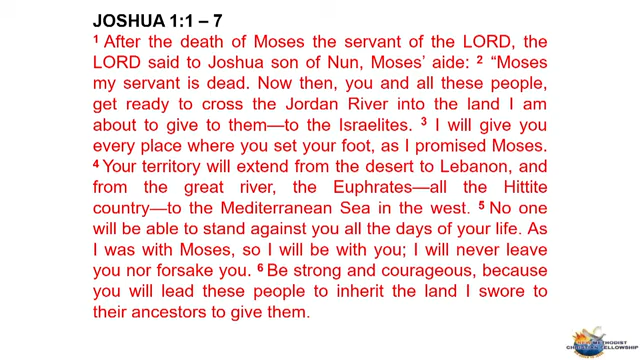 JOSHUA 1:1 – 7
1 After the death of Moses the servant of the LORD, the
LORD said to Joshua son of Nun, Moses’ aide: 2 “Moses
my servant is dead. Now then, you and all these people,
get ready to cross the Jordan River into the land I am
about to give to them—to the Israelites. 3 I will give you
every place where you set your foot, as I promised Moses.
4 Your territory will extend from the desert to Lebanon, and
from the great river, the Euphrates—all the Hittite
country—to the Mediterranean Sea in the west. 5 No one
will be able to stand against you all the days of your life. As
I was with Moses, so I will be with you; I will never leave
you nor forsake you. 6 Be strong and courageous, because
you will lead these people to inherit the land I swore to
their ancestors to give them.
METHODIST
CHRISTIAN FELLOWSHIP